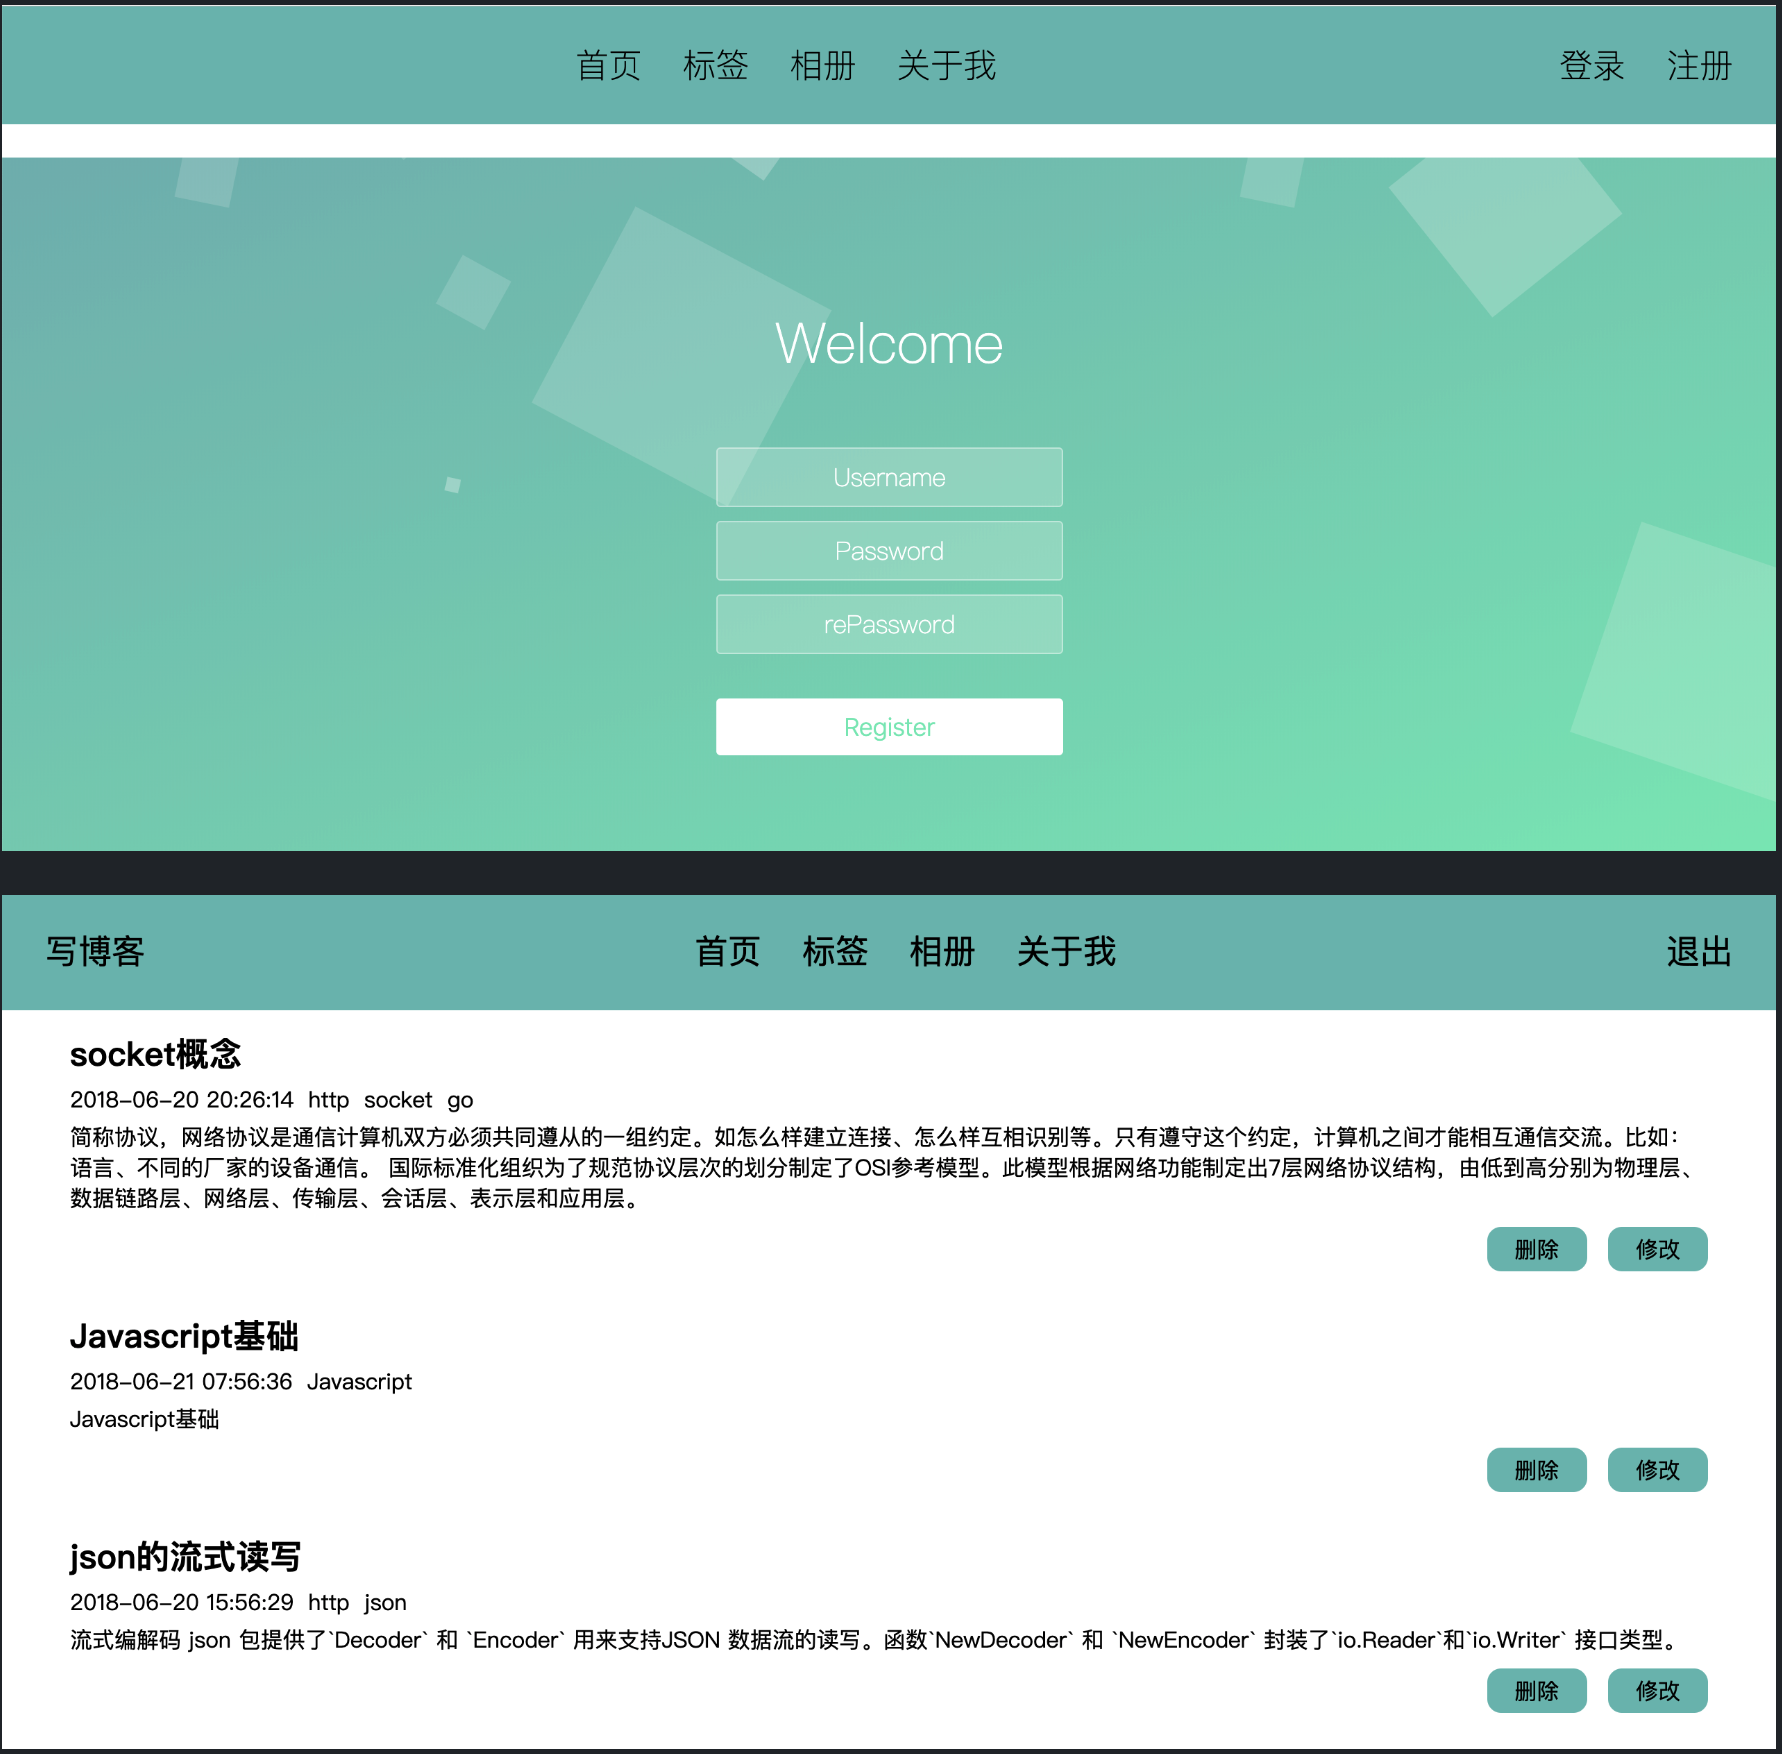 首页 标签 相册 关于我 登录 注册
Welcome
Username
Password
rePassword
Register
写博客 首页 标签 相册 关于我 退出
socket概念
2018-06-20 20:26:14 http socket go
简称协议，网络协议是通信计算机双方必须共同遵从的一组约定。如怎么样建立连接、怎么样互相识别等。只有遵守这个约定，计算机之间才能相互通信交流。比如：
语言、不同的厂家的设备通信。 国际标准化组织为了规范协议层次的划分制定了OSI参考模型。此模型根据网络功能制定出7层网络协议结构，由低到高分别为物理层、
数据链路层、网络层、传输层、会话层、表示层和应用层。
删除 修改
Javascript基础
2018-06-21 07:56:36 Javascript
Javascript基础
删除 修改
json的流式读写
2018-06-20 15:56:29 http json
流式编解码 json 包提供了`Decoder` 和 `Encoder` 用来支持JSON 数据流的读写。函数`NewDecoder` 和 `NewEncoder` 封装了`io.Reader`和`io.Writer` 接口类型。
删除 修改